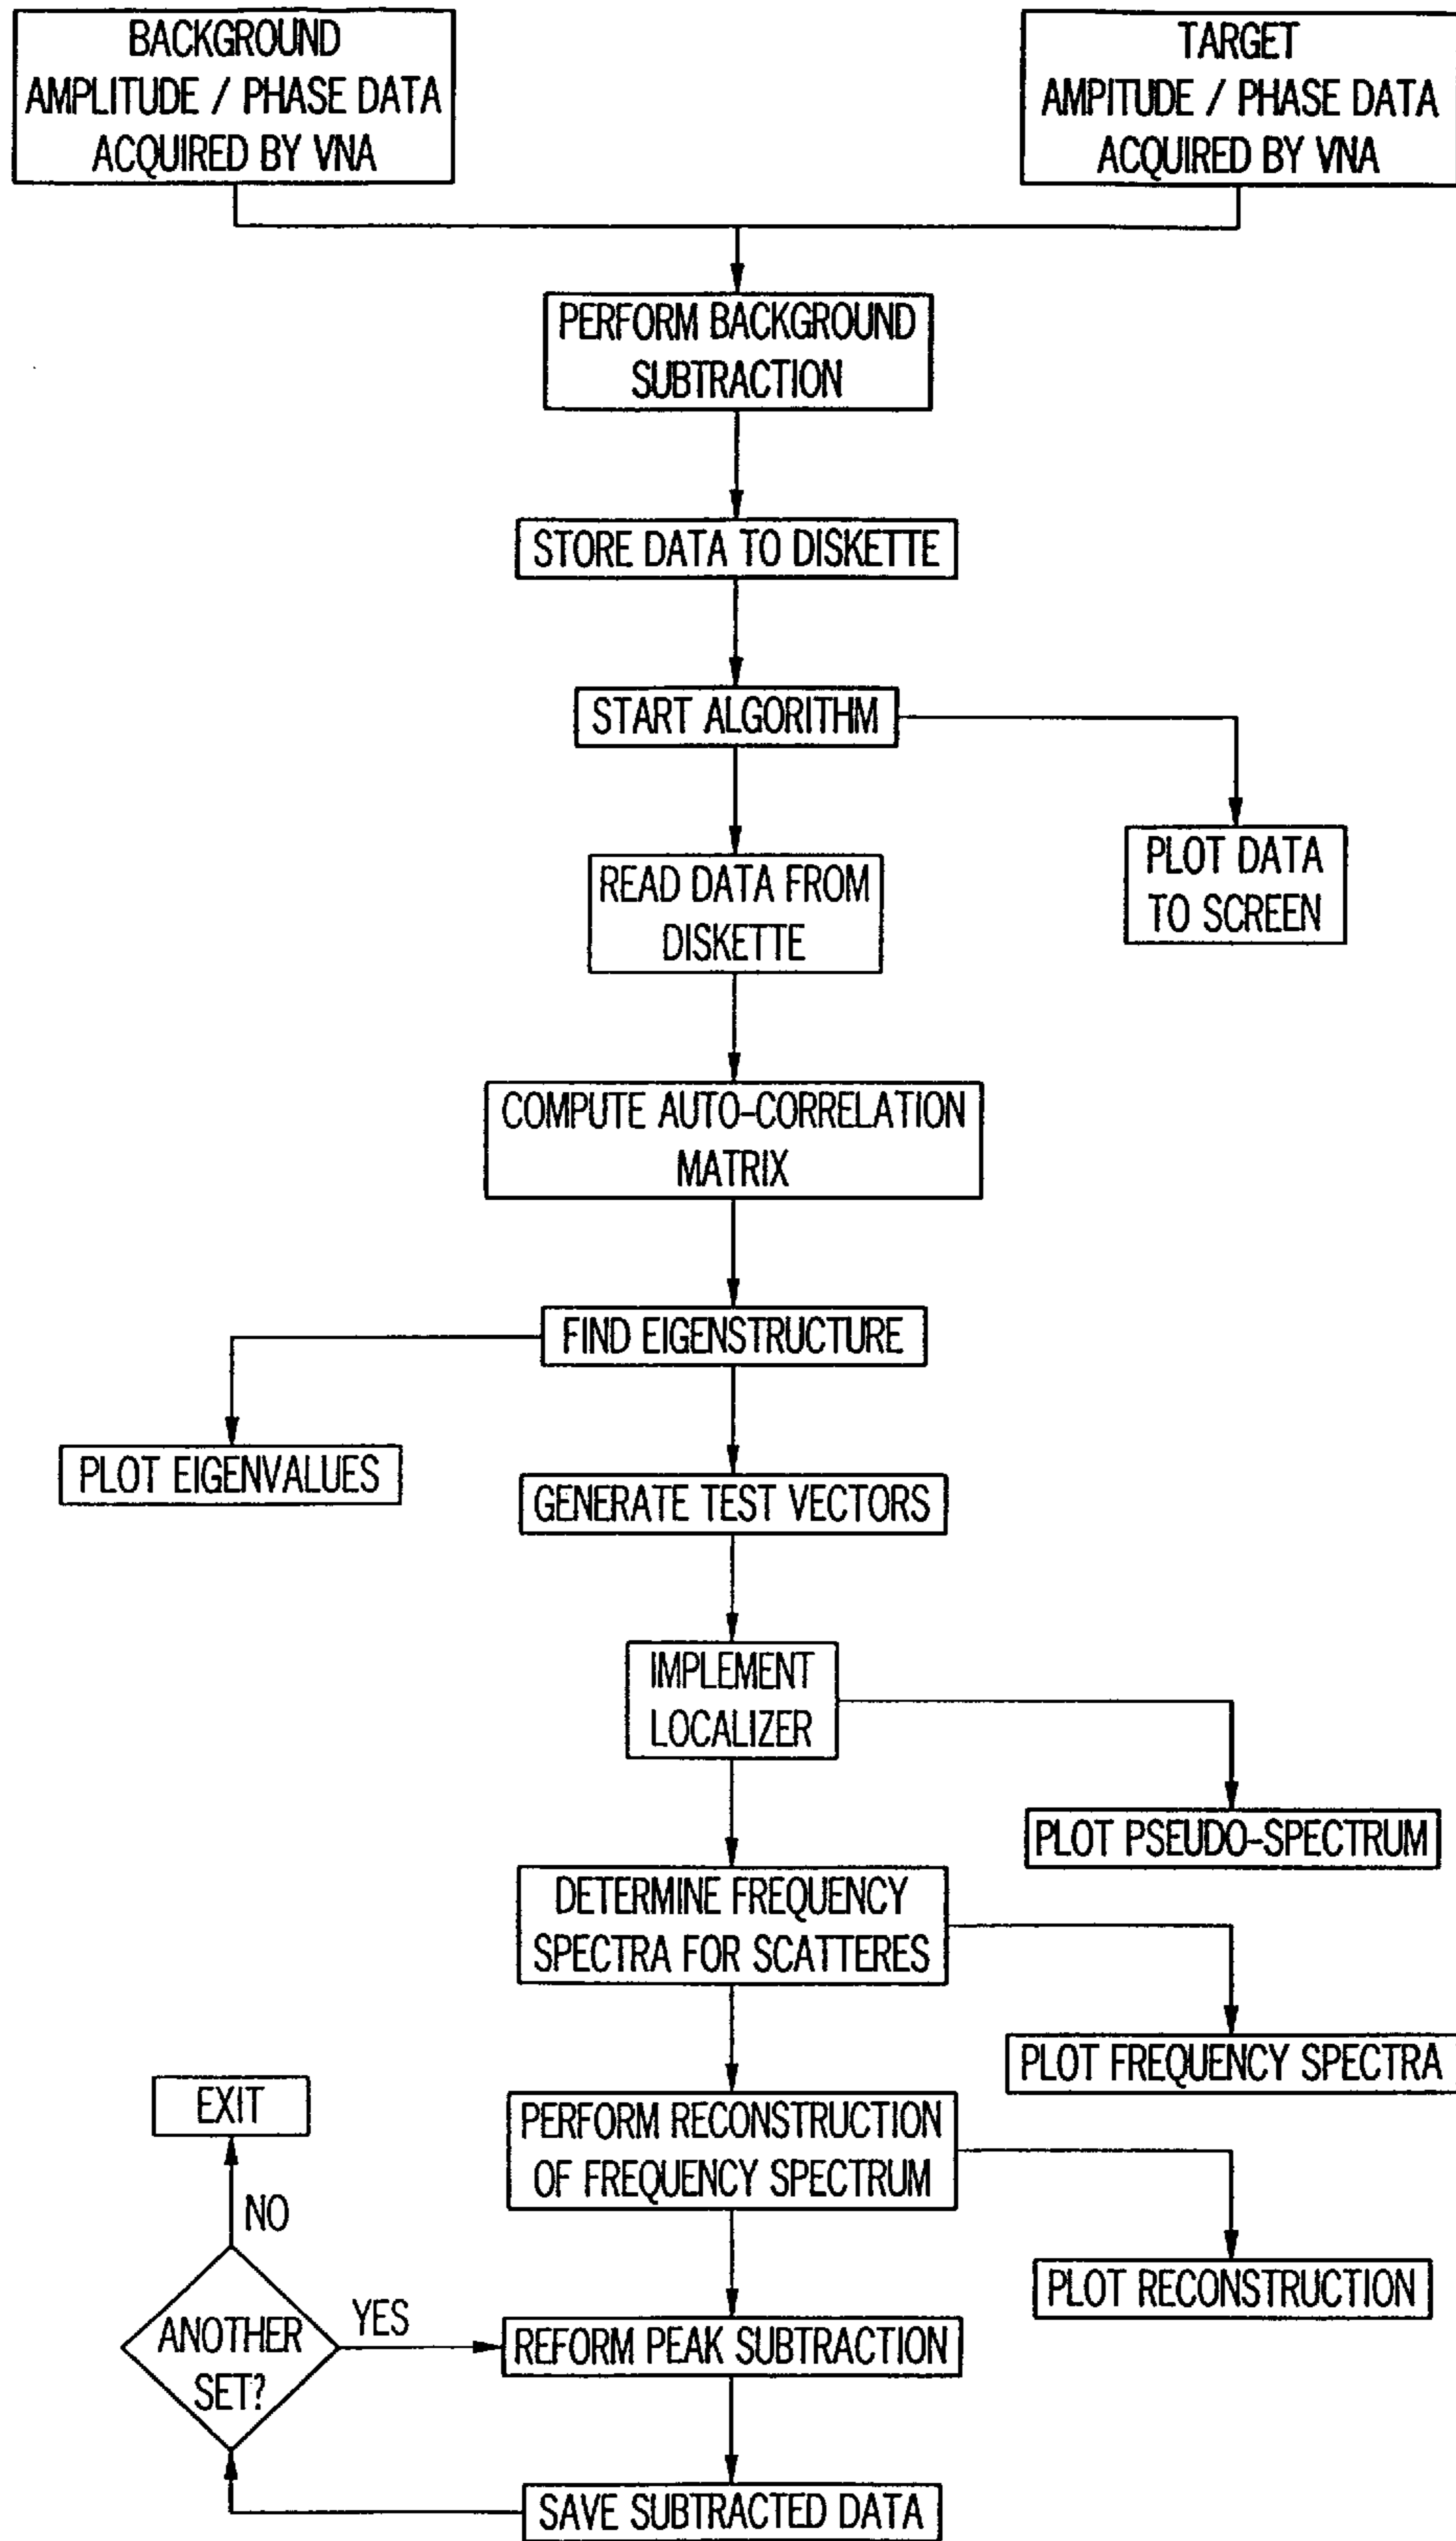 BACKGROUND
AMPLITUDE / PHASE DATA
ACQUIRED BY VNA
TARGET
AMPITUDE / PHASE DATA
ACQUIRED BY VNA
PERFORM BACKGROUND
SUBTRACTION
STORE DATA TO DISKETTE
START ALGORITHM
PLOT DATA
TO SCREEN
READ DATA FROM
DISKETTE
COMPUTE AUTO-CORRELATION
MATRIX
FIND EIGENSTRUCTURE
PLOT EIGENVALUES
GENERATE TEST VECTORS
IMPLEMENT
LOCALIZER
PLOT PSEUDO-SPECTRUM
DETERMINE FREQUENCY
SPECTRA FOR SCATTERES
PLOT FREQUENCY SPECTRA
PERFORM RECONSTRUCTION
OF FREQUENCY SPECTRUM
PLOT RECONSTRUCTION
EXIT
NO
ANOTHER
SET?
YES
REFORM PEAK SUBTRACTION
SAVE SUBTRACTED DATA